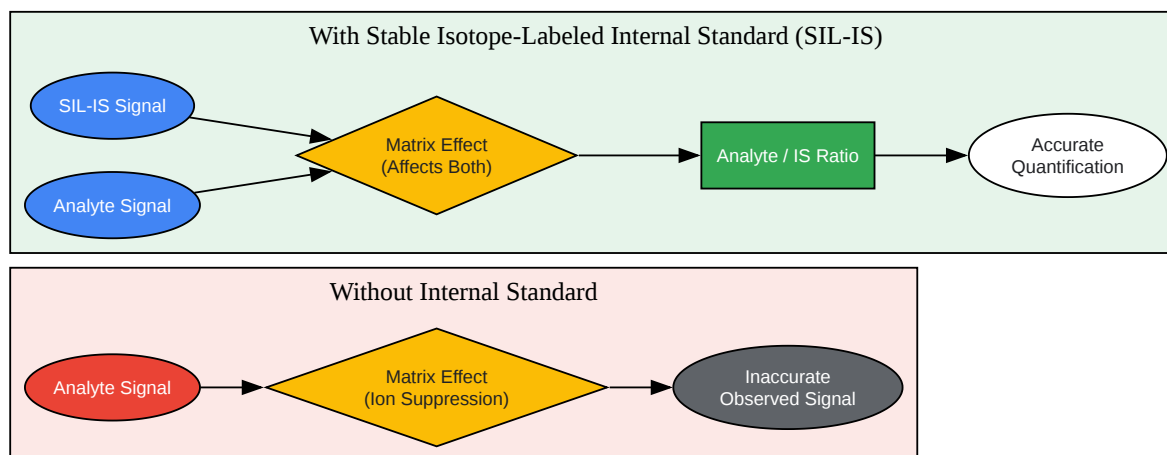 With Stable Isotope-Labeled Internal Standard (SIL-IS)
SIL-IS Signal
Analyte Signal
Matrix Effect
(Affects Both)
Analyte / IS Ratio
Accurate
Quantification
Without Internal Standard
Analyte Signal
Matrix Effect
(Ion Suppression)
Inaccurate
Observed Signal